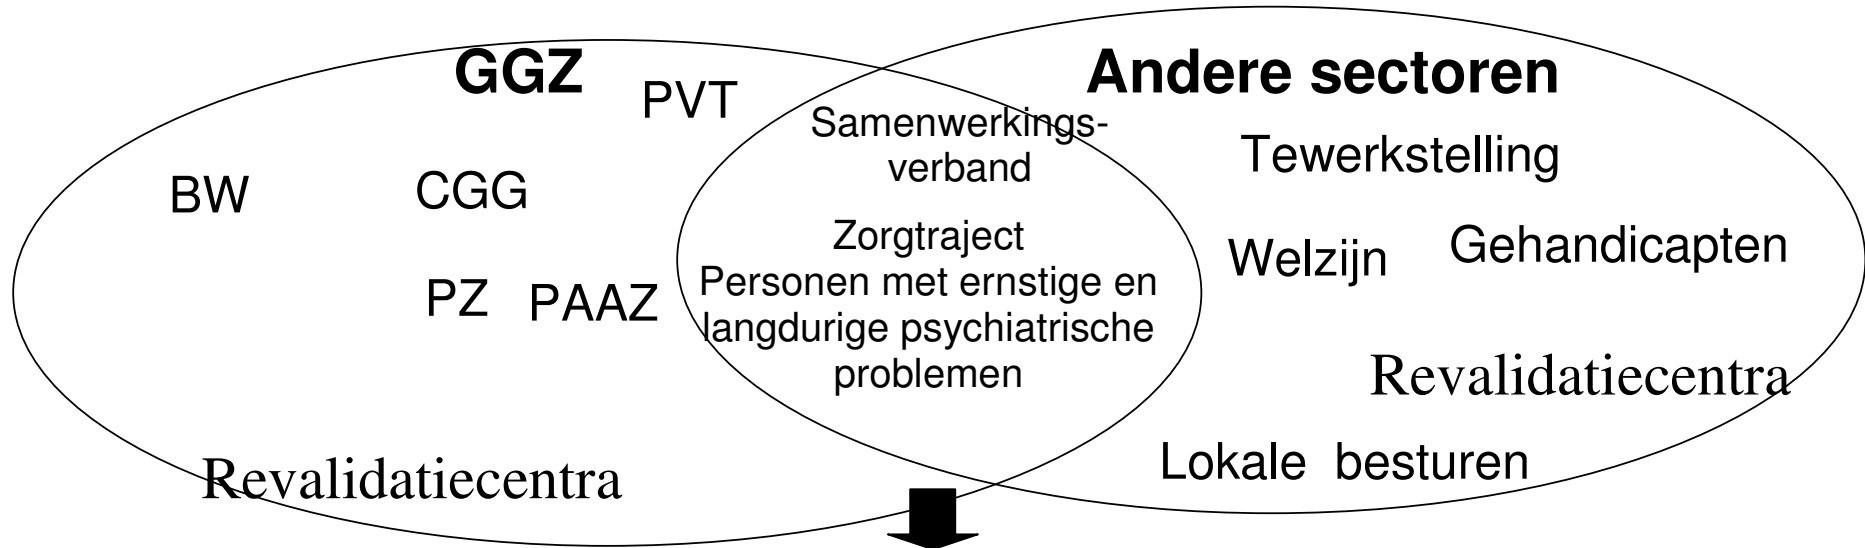 GGZ
PVT
BW
CGG
PZ
PAAZ
Revalidatiecentra
Samenwerkings-
verband
Zorgtraject
Personen met ernstige en
langdurige psychiatrische
problemen
Andere sectoren
Tewerkstelling
Welzijn
Gehandicapten
Revalidatiecentra
Lokale besturen